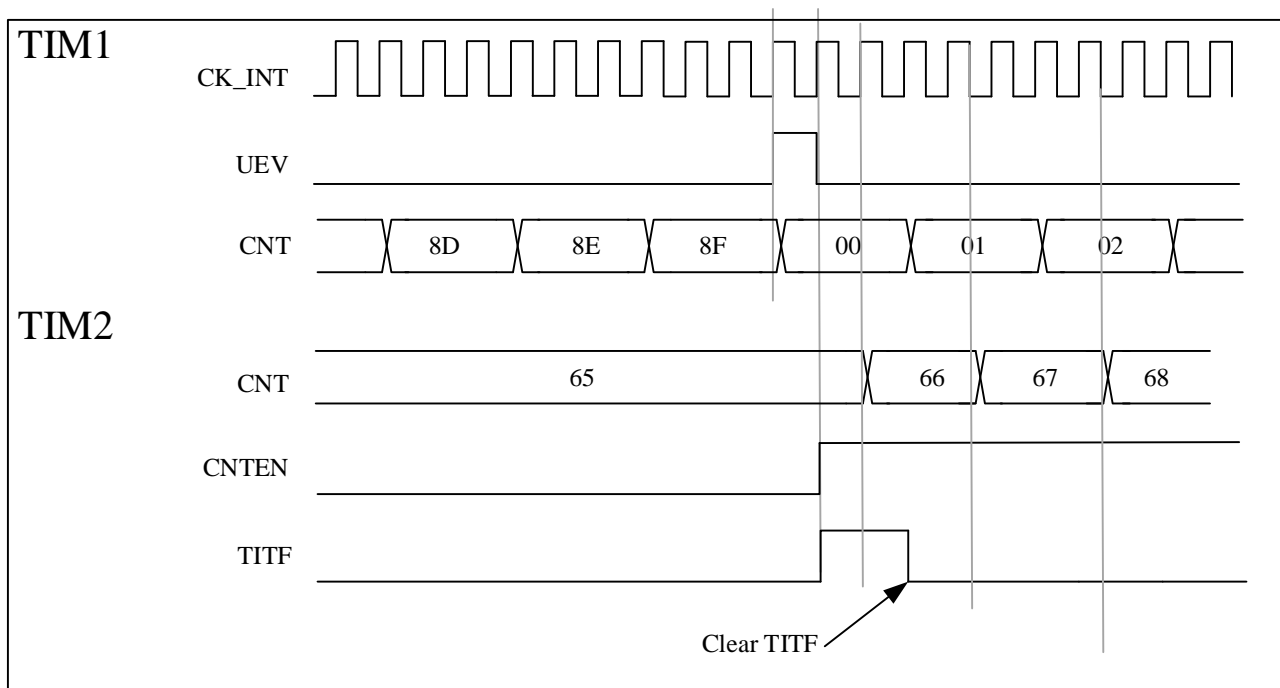 TIM1
CK_INT
UEV
CNT 8D 8E 8F 00 01 02
TIM2
CNT 65 66 67 68
CNTEN
TITF
Clear TITF